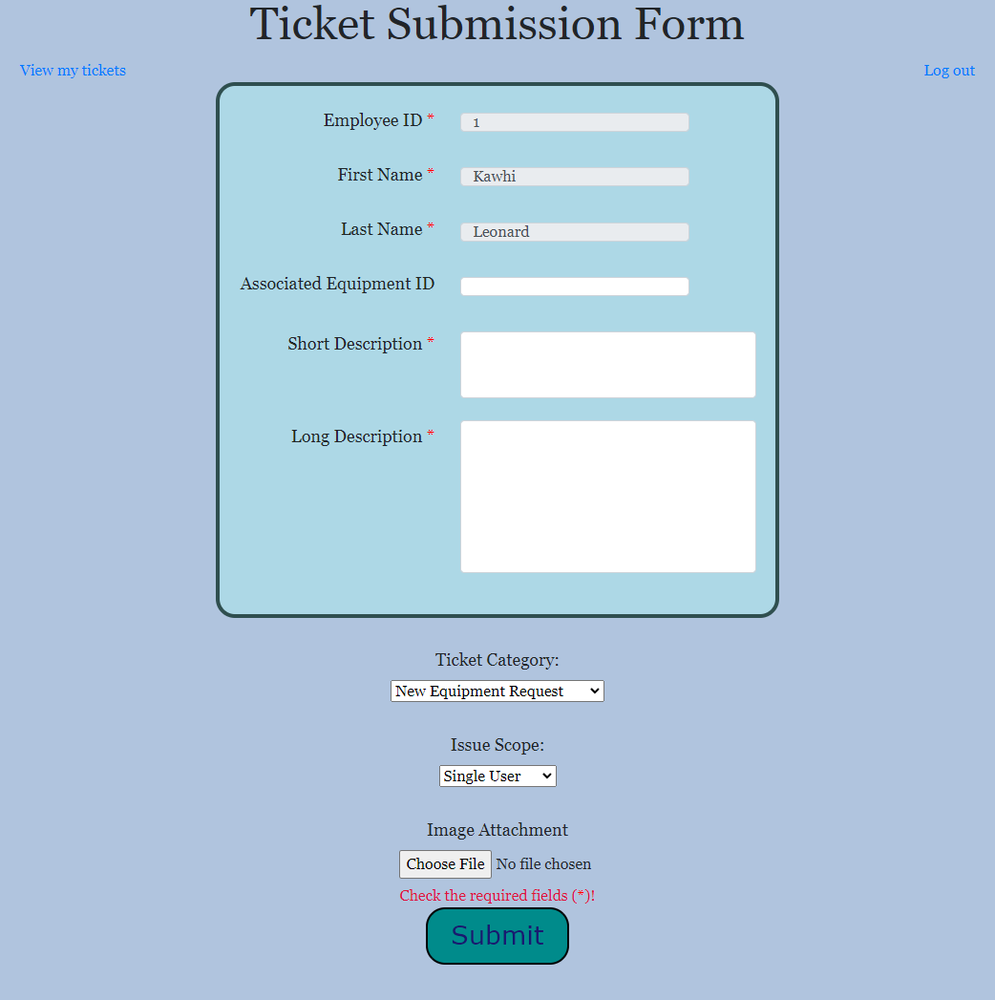 Ticket Submission Form
View my tickets
Log out
Employee ID *
1
First Name *
Kawhi
Last Name *
Leonard
Associated Equipment ID
Short Description *
Long Description *
Ticket Category:
New Equipment Request
Issue Scope:
Single User
Image Attachment
Choose File No file chosen
Check the required fields (*)!
Submit